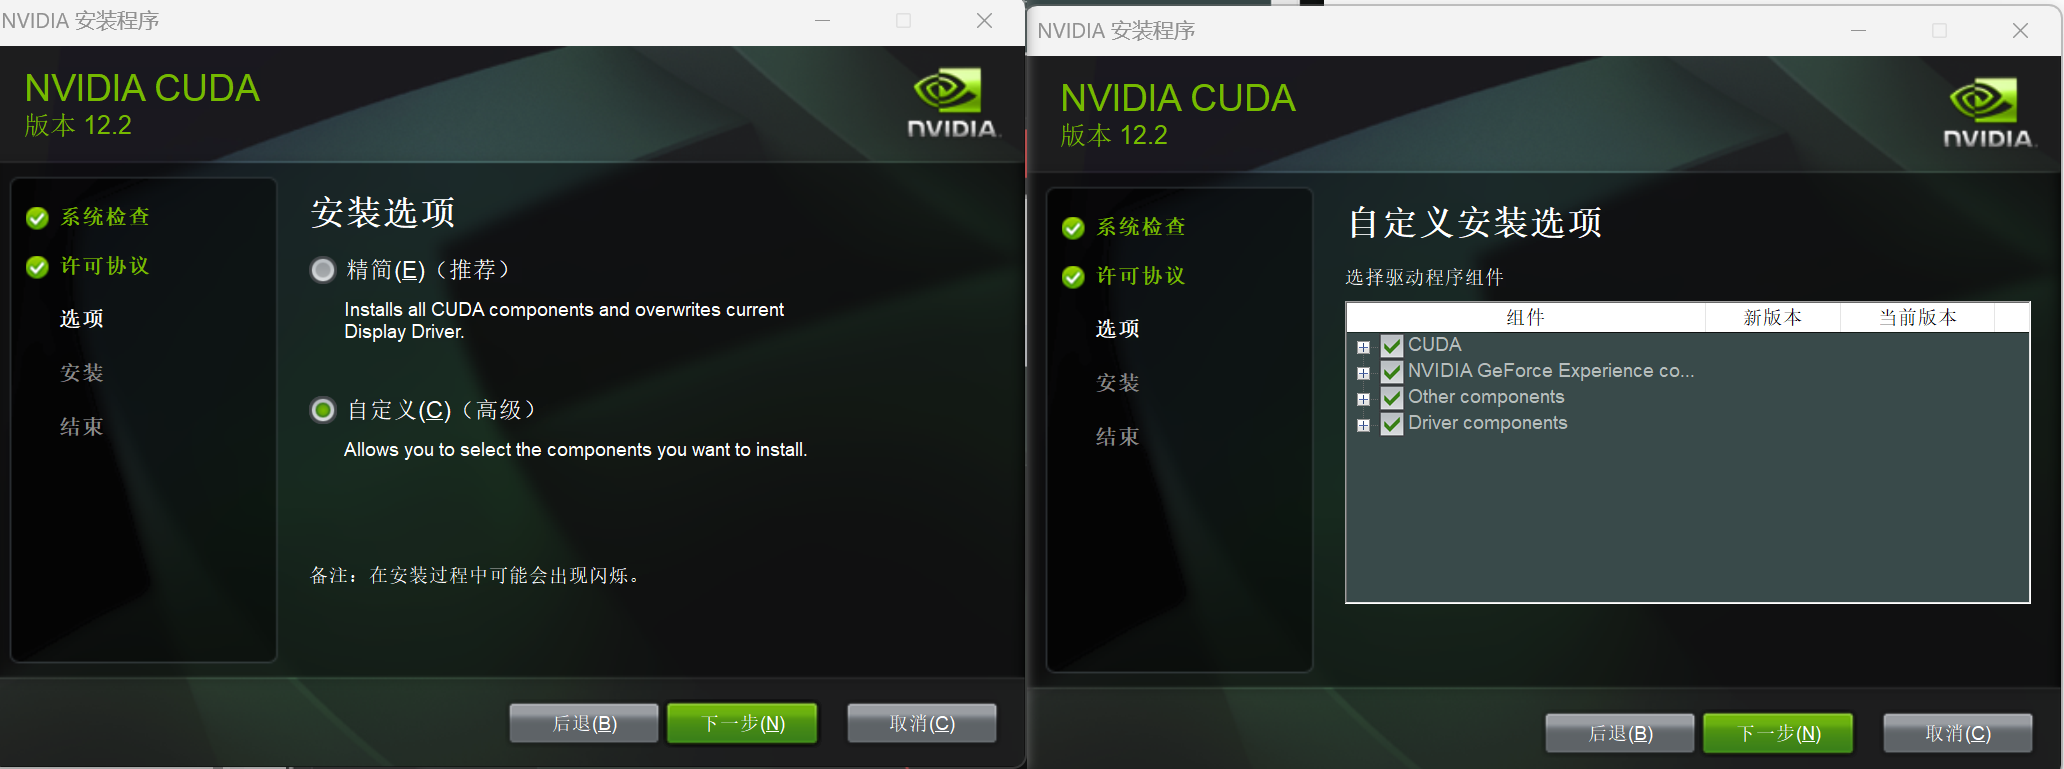 NVIDIA 安装程序
NVIDIA CUDA
版本 12.2
NVIDIA.
系统检查
许可协议
选项
安装
结束
安装选项
精简(E)（推荐）
Installs all CUDA components and overwrites current
Display Driver.
自定义(C)（高级）
Allows you to select the components you want to install.
备注：在安装过程中可能会出现闪烁。
后退(B)
下一步(N)
取消(C)
NVIDIA 安装程序
NVIDIA CUDA
版本 12.2
NVIDIA.
系统检查
许可协议
选项
安装
结束
自定义安装选项
选择驱动程序组件
组件 新版本 当前版本
CUDA
NVIDIA GeForce Experience co...
Other components
Driver components
后退(B)
下一步(N)
取消(C)